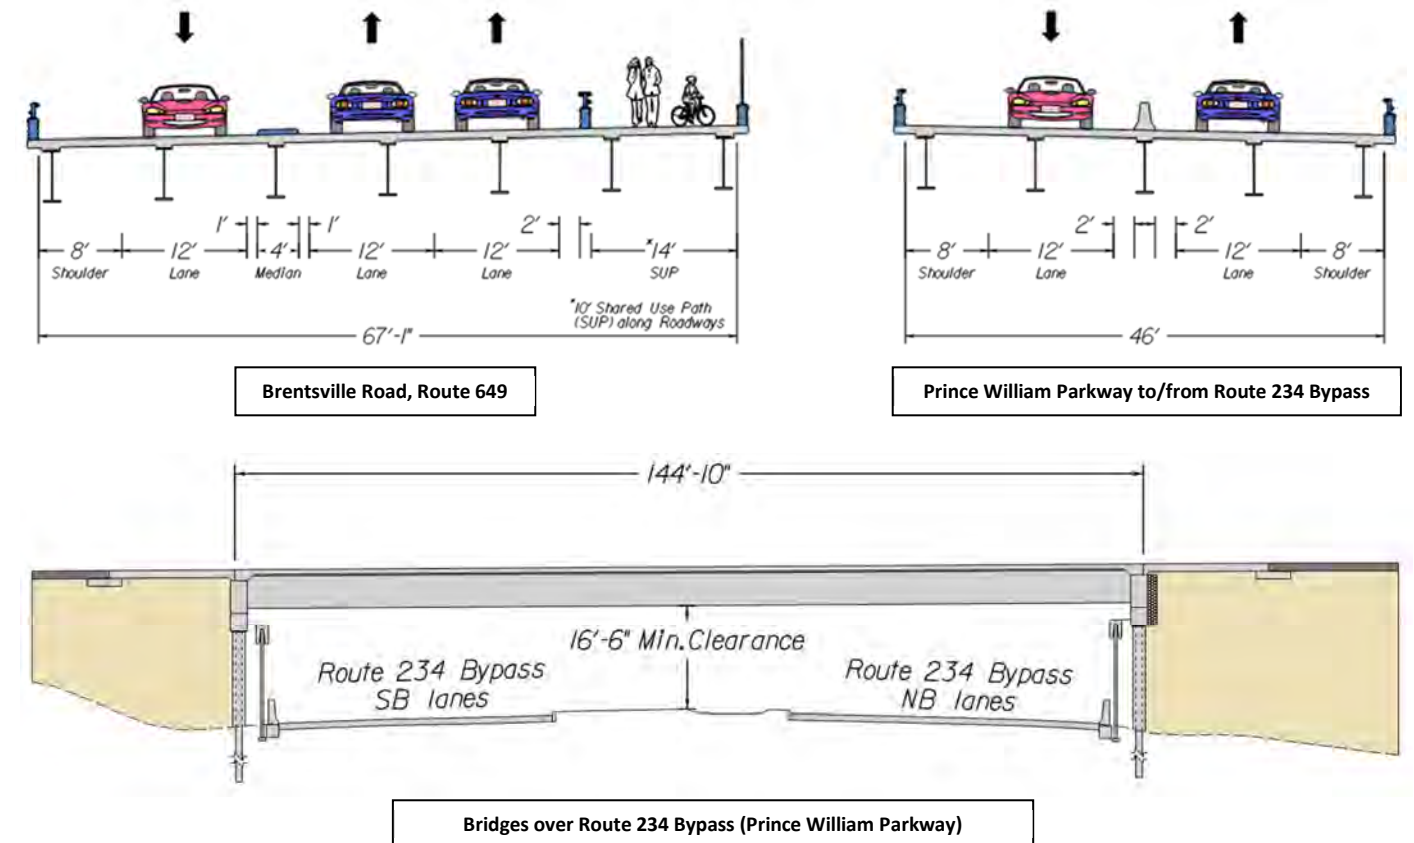 1' 1' 2' 2' 2'
8' 12' 4' 12' 12' *14' 8' 12' 12' 8'
Shoulder Lane Median Lane Lane SUP Shoulder Lane Lane Shoulder
*10' Shared Use Path
(SUP) along Roadways
67'-1" 46'
Brentsville Road, Route 649
Prince William Parkway to/from Route 234 Bypass
144'-10"
16'-6" Min. Clearance
Route 234 Bypass
SB lanes
Route 234 Bypass
NB lanes
Bridges over Route 234 Bypass (Prince William Parkway)